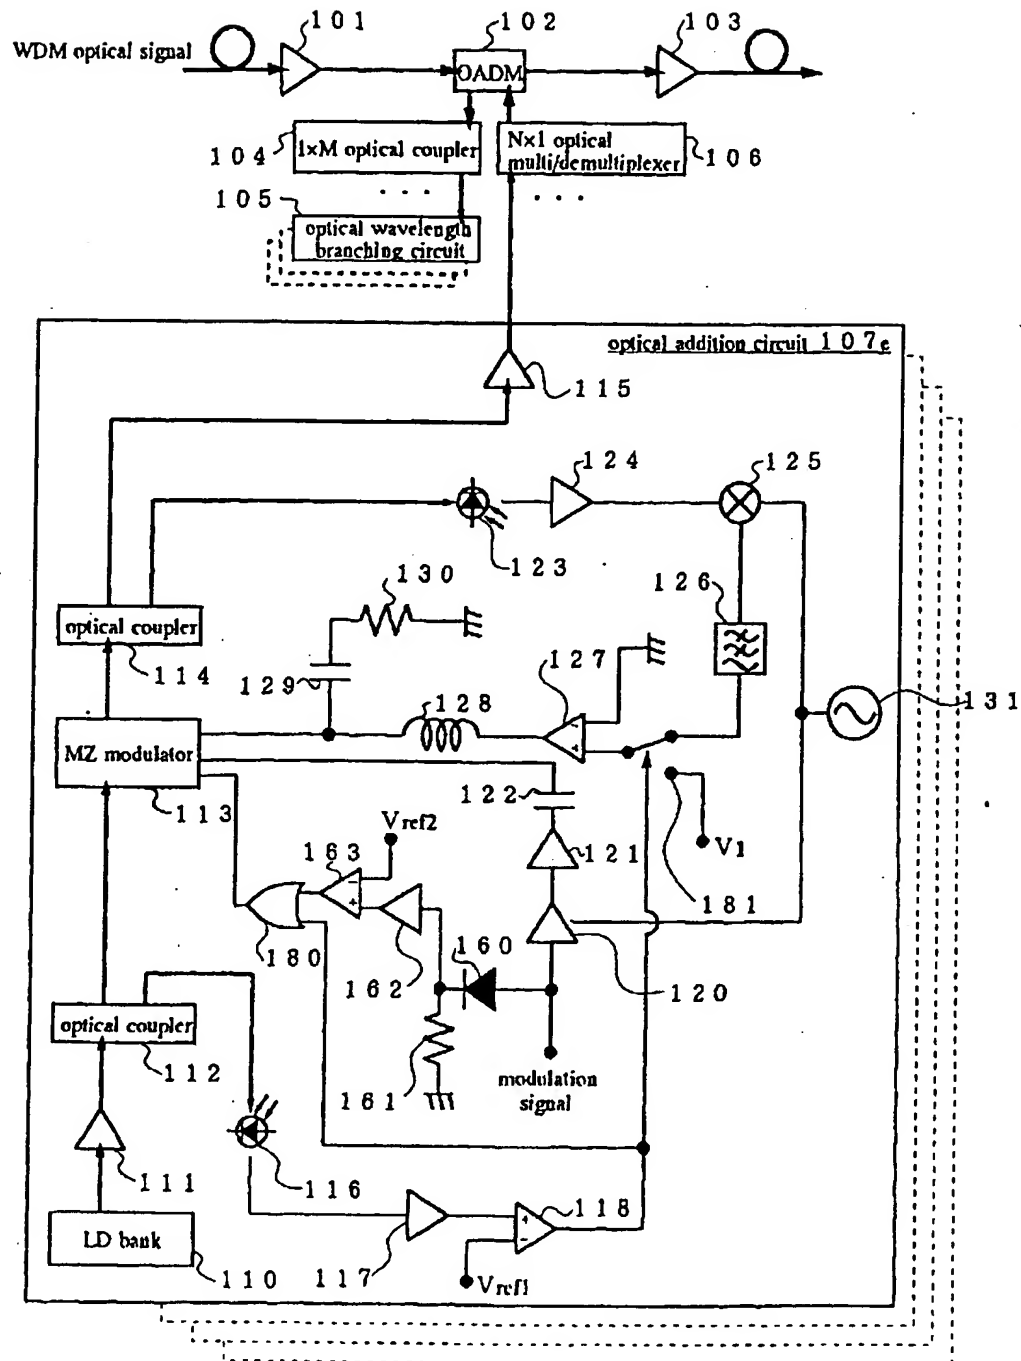 101
102
103
WDM optical signal
OADM
1×M optical coupler
N×1 optical
multi/demultiplexer
104
106
. . .
. . .
105
optical wavelength
branching circuit
optical addition circuit 107e
115
124
125
123
130
126
optical coupler
114
129
127
128
131
MZ modulator
113
122
Vref2
163
121
V1
181
180
162
160
120
optical coupler
112
161
modulation
signal
111
116
118
LD bank
110
117
Vref1